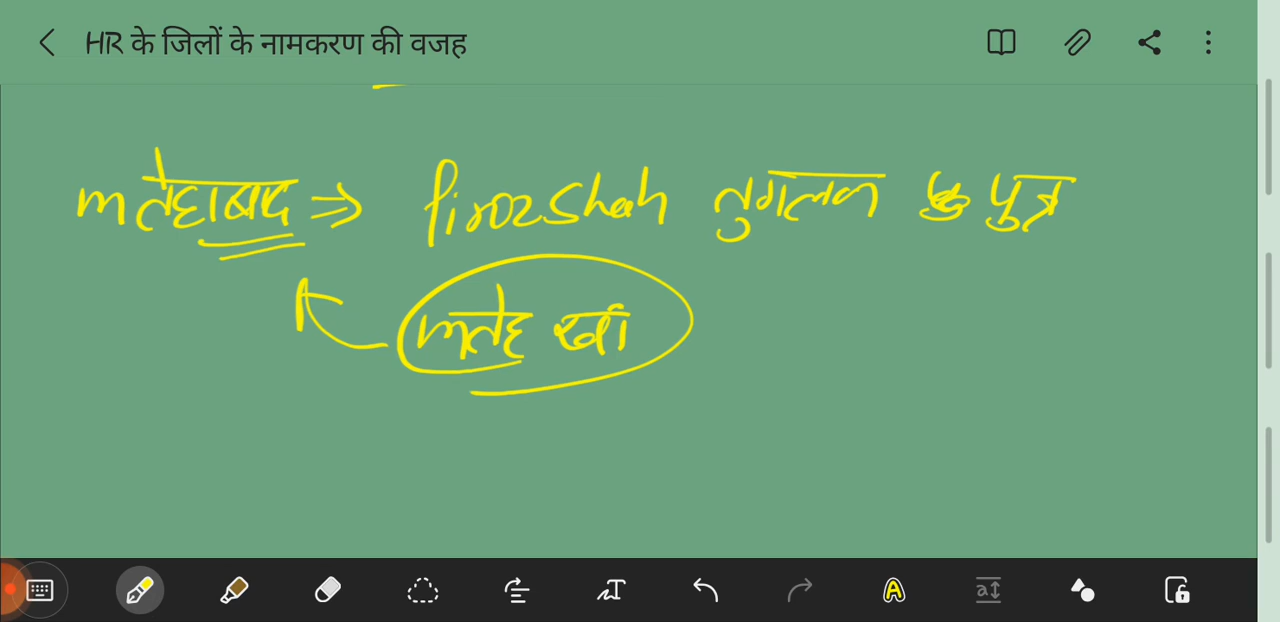 HR के जिलों के नामकरण की वजह
फतेहाबाद ⇒ firozshah तुगलक के पुत्र
फतेह खां